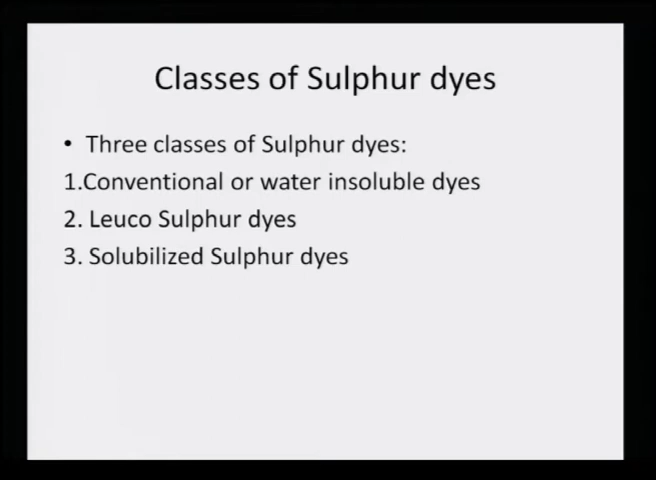 Classes of Sulphur dyes
• Three classes of Sulphur dyes:
1.Conventional or water insoluble dyes
2. Leuco Sulphur dyes
3. Solubilized Sulphur dyes